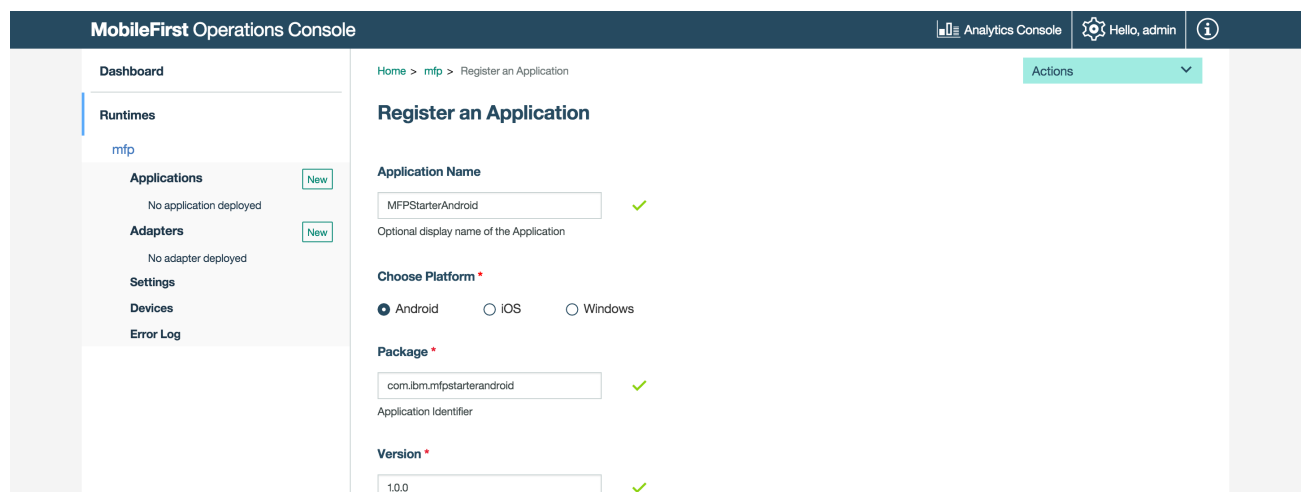 MobileFirst Operations Console
Analytics Console
Hello, admin
Dashboard
Runtimes
mfp
Applications New
No application deployed
Adapters New
No adapter deployed
Settings
Devices
Error Log
Home > mfp > Register an Application
Actions
Register an Application
Application Name
MFPStarterAndroid
Optional display name of the Application
Choose Platform *
Android iOS Windows
Package *
com.ibm.mfpstarterandroid
Application Identifier
Version *
1.0.0